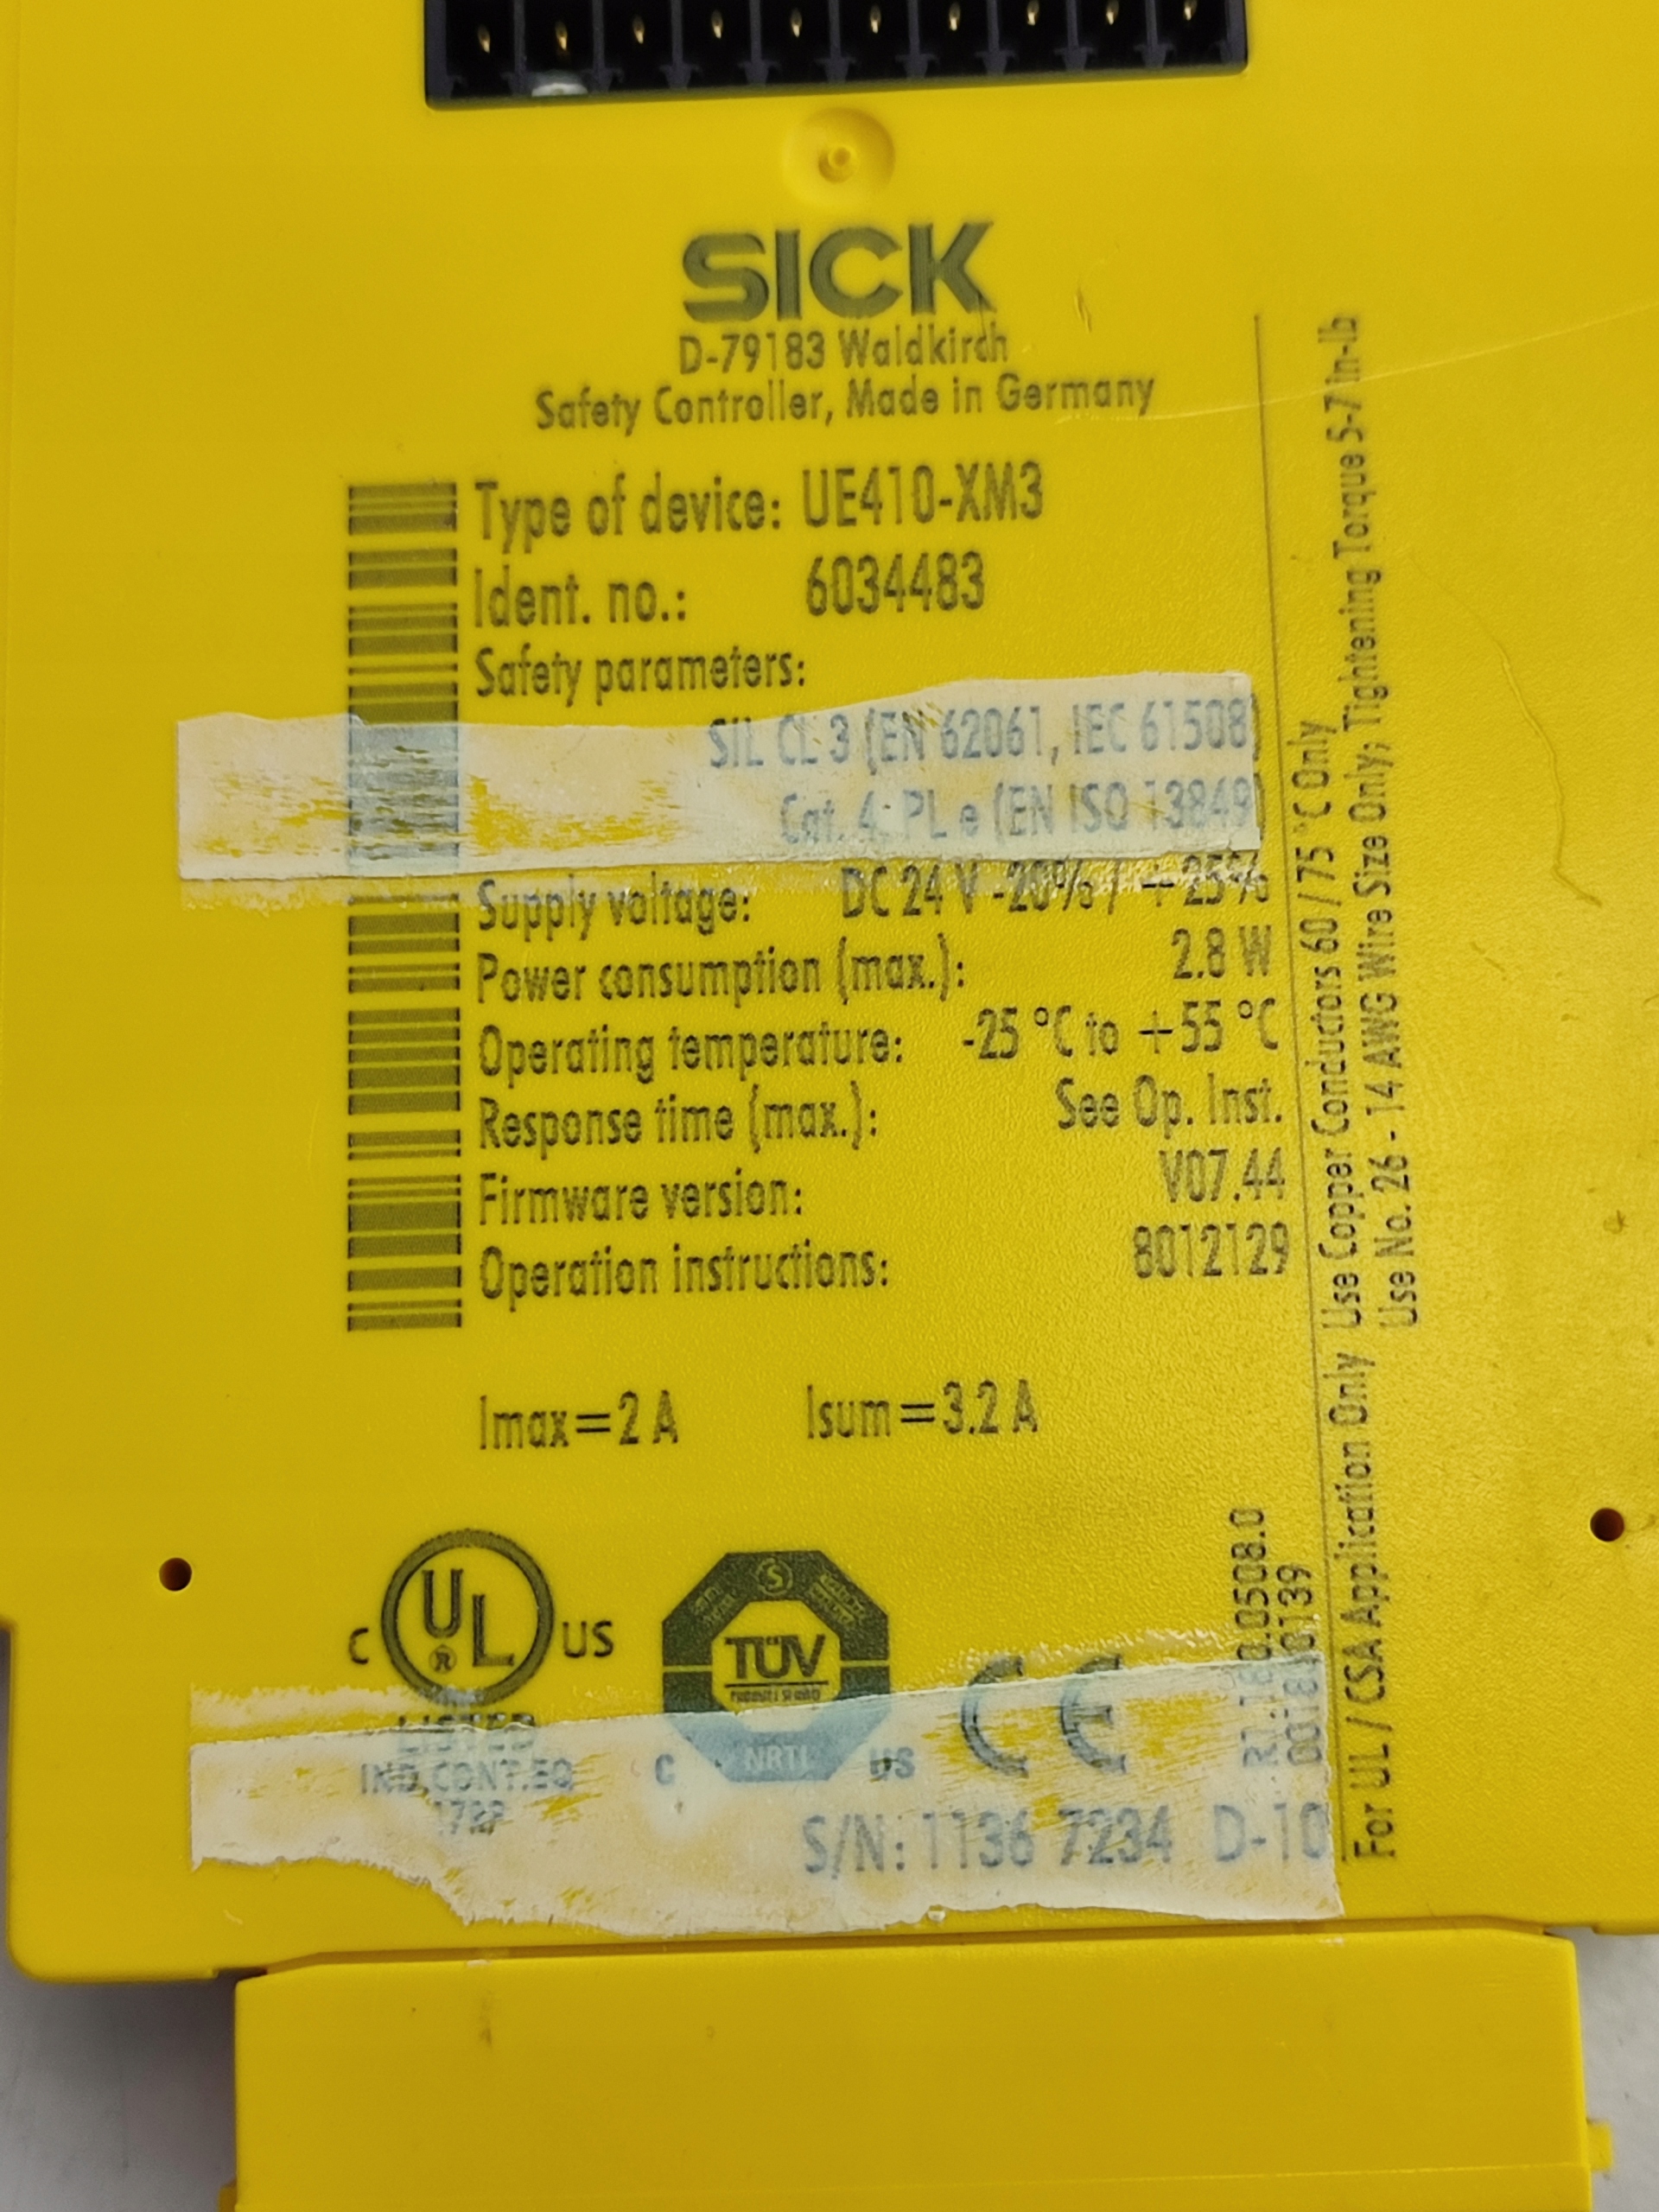 SICK
D-79183 Waldkirch
Safety Controller, Made in Germany
Type of device: UE410-XM3
Ident. no.: 6034483
Safety parameters:
SIL CL 3 (EN 62061, IEC 61508)
Cat. 4, PL e (EN ISO 13849)
Supply voltage: DC 24 V -20% / +25%
Power consumption (max.): 2.8 W
Operating temperature: -25 °C to +55 °C
Response time (max.): See Op. Inst.
Firmware version: V07.44
Operation instructions: 8012129
Imax=2 A Isum=3.2 A
C UL ® US
LISTED
IND.CONT.EQ
TÜV
C NRTL US
CE
S/N: 1136 7234 D-10
For UL / CSA Application Only Use Copper Conductors 60 / 75 °C Only
Use No. 26 - 14 AWG Wire Size Only; Tightening Torque 5-7 in-lb